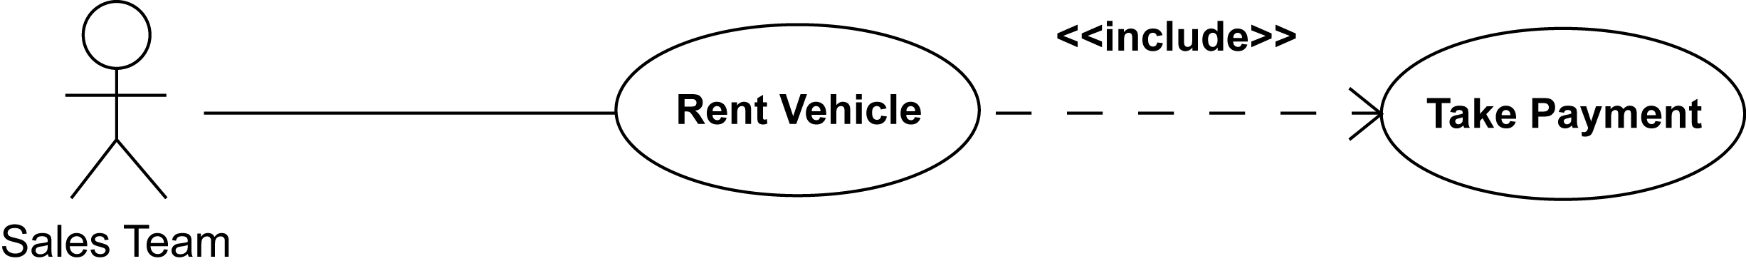 <<include>>
Rent Vehicle
Take Payment
Sales Team